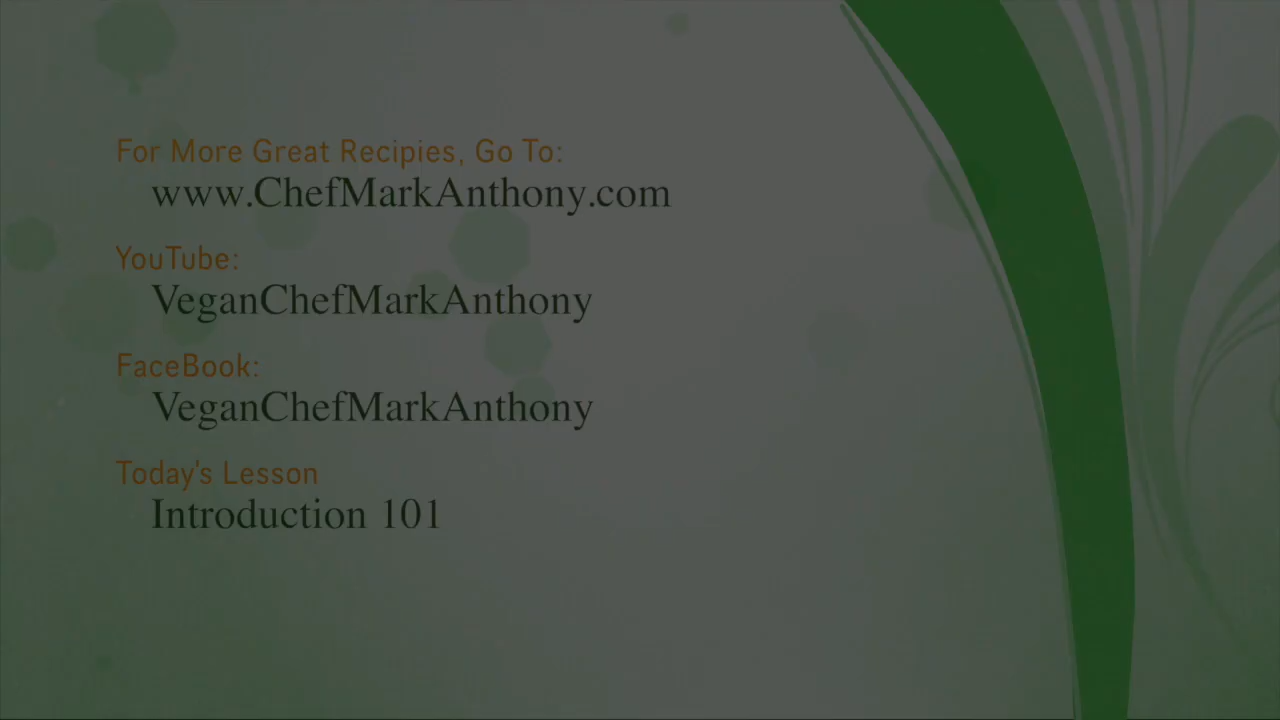 For More Great Recipies, Go To:
www.ChefMarkAnthony.com
YouTube:
VeganChefMarkAnthony
FaceBook:
VeganChefMarkAnthony
Today's Lesson
Introduction 101